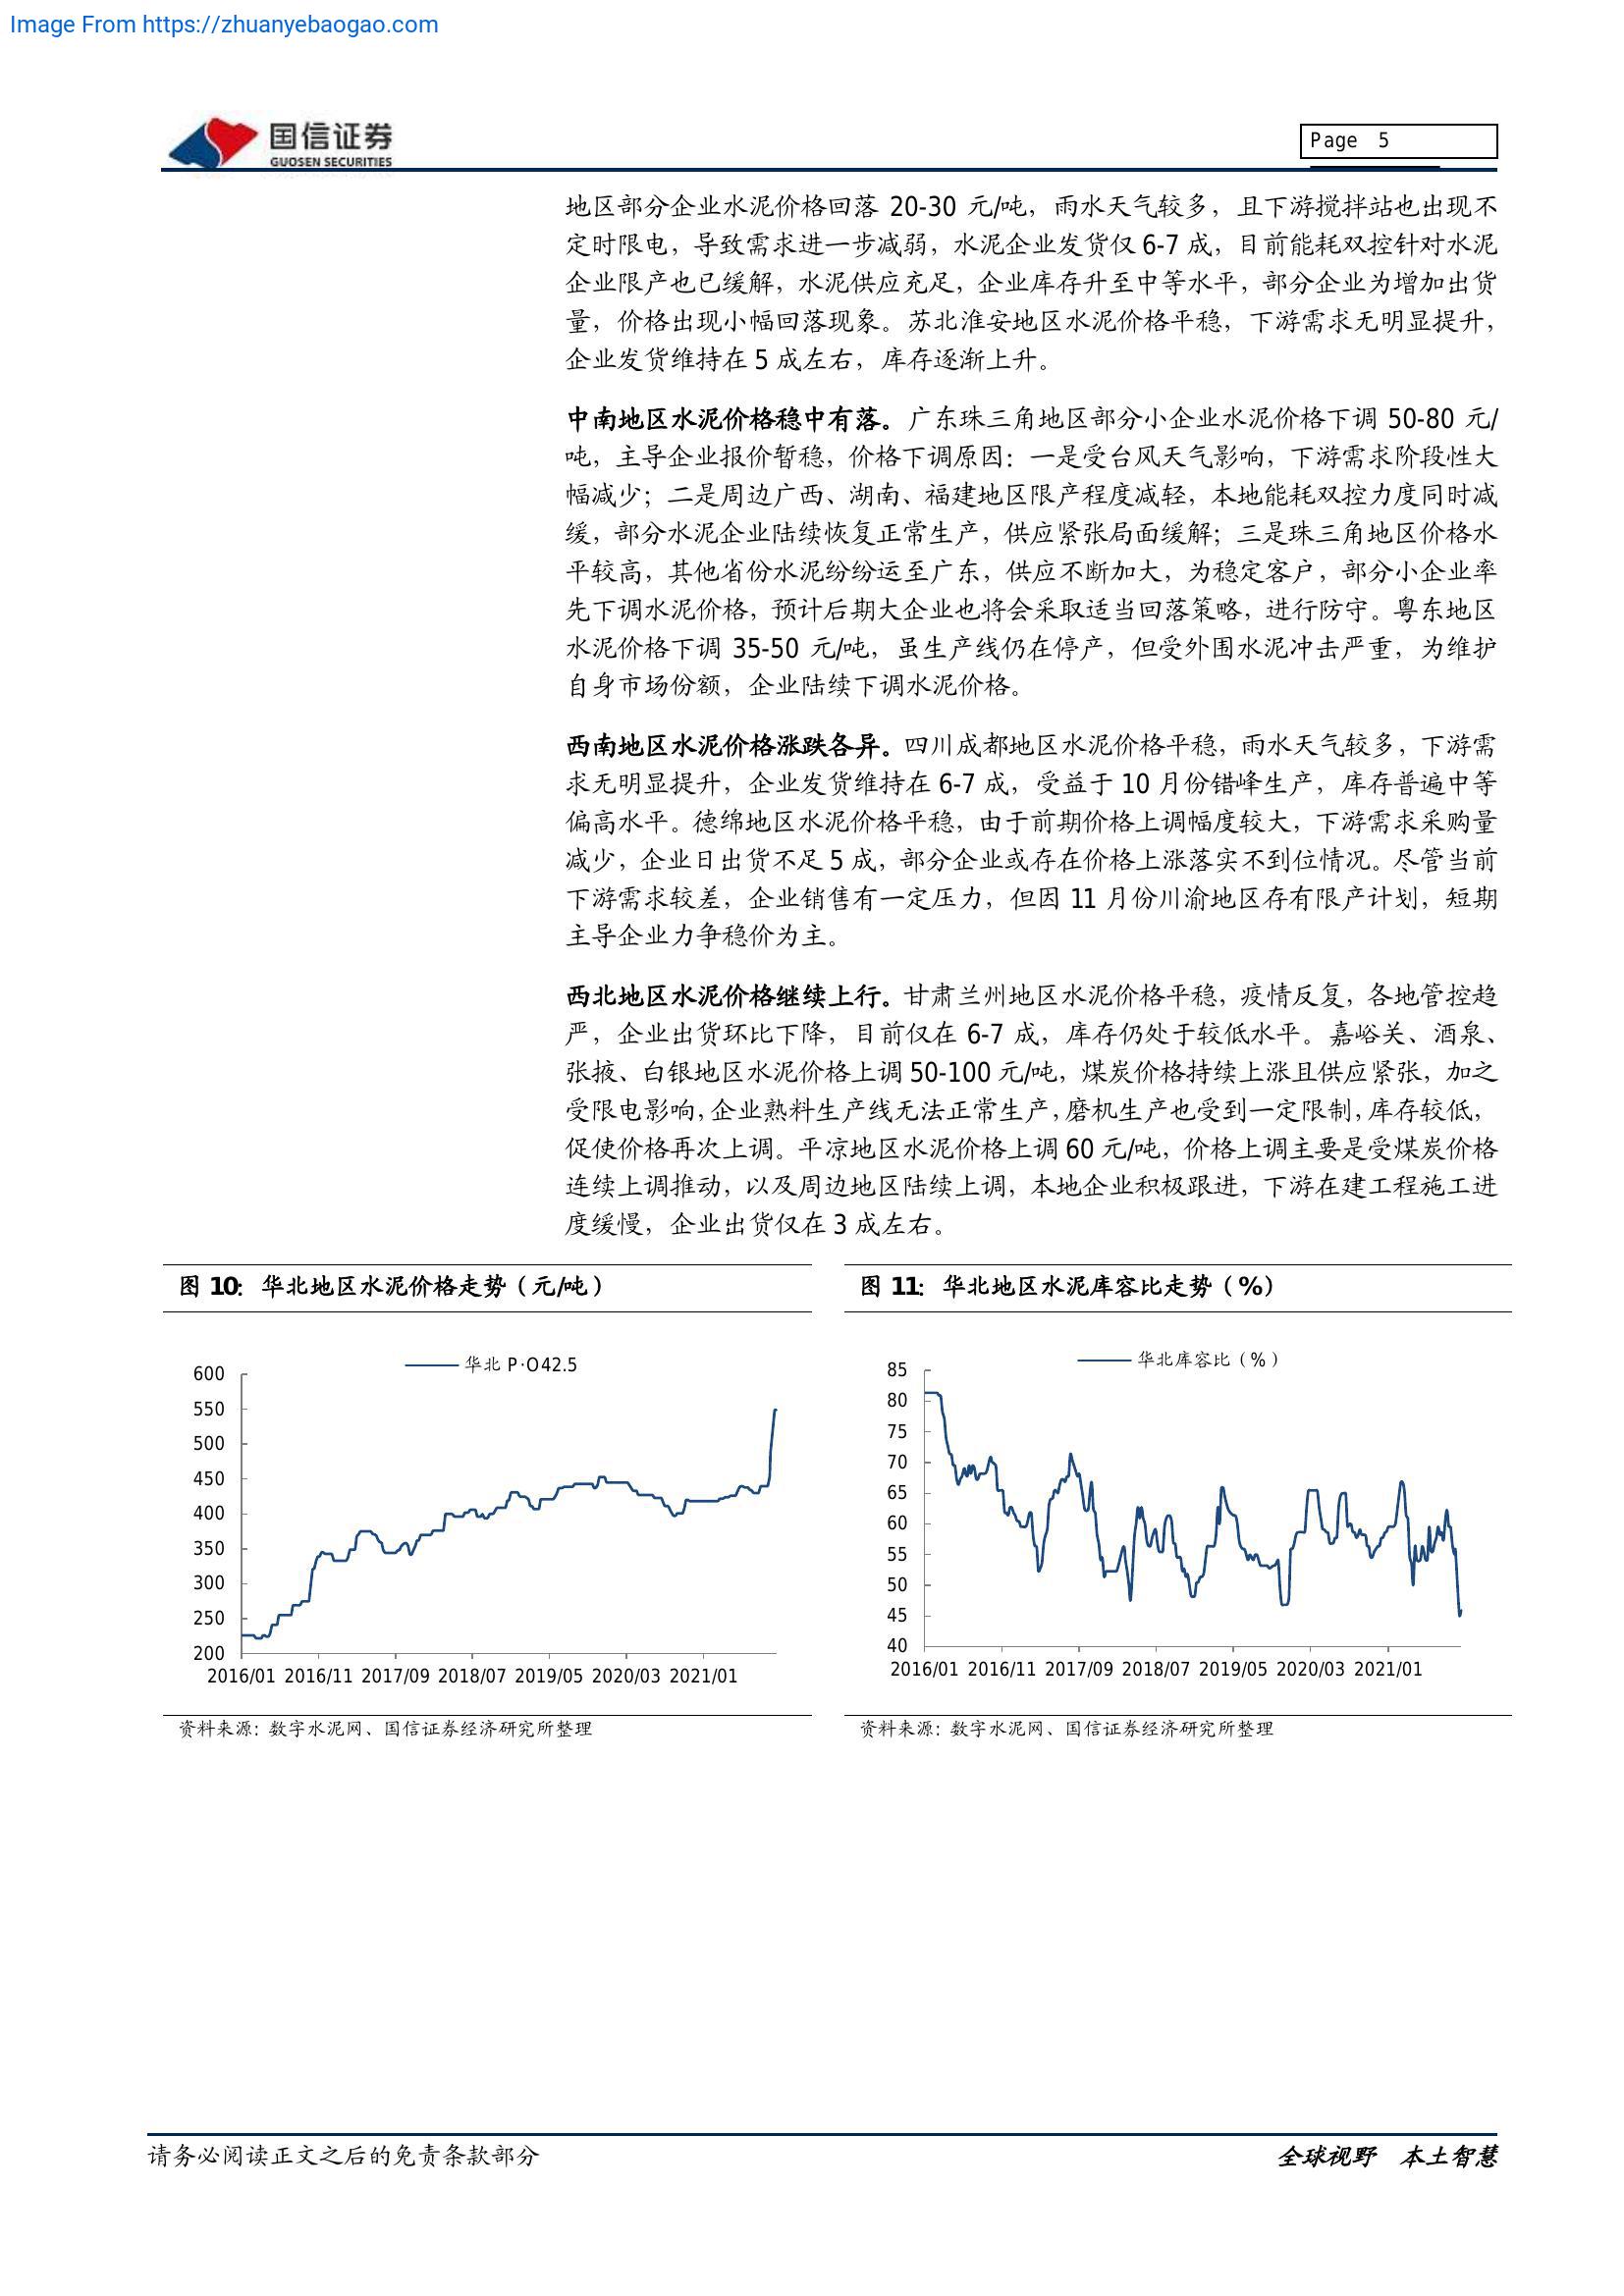 Image From https://zhuanyebaogao.com
国信证券
GUOSEN SECURITIES
Page 5
地区部分企业水泥价格回落 20-30 元/吨，雨水天气较多，且下游搅拌站也出现不
定时限电，导致需求进一步减弱，水泥企业发货仅 6-7 成，目前能耗双控针对水泥
企业限产也已缓解，水泥供应充足，企业库存升至中等水平，部分企业为增加出货
量，价格出现小幅回落现象。苏北淮安地区水泥价格平稳，下游需求无明显提升，
企业发货维持在 5 成左右，库存逐渐上升。
中南地区水泥价格稳中有落。广东珠三角地区部分小企业水泥价格下调 50-80 元/
吨，主导企业报价暂稳，价格下调原因：一是受台风天气影响，下游需求阶段性大
幅减少；二是周边广西、湖南、福建地区限产程度减轻，本地能耗双控力度同时减
缓，部分水泥企业陆续恢复正常生产，供应紧张局面缓解；三是珠三角地区价格水
平较高，其他省份水泥纷纷运至广东，供应不断加大，为稳定客户，部分小企业率
先下调水泥价格，预计后期大企业也将会采取适当回落策略，进行防守。粤东地区
水泥价格下调 35-50 元/吨，虽生产线仍在停产，但受外围水泥冲击严重，为维护
自身市场份额，企业陆续下调水泥价格。
西南地区水泥价格涨跌各异。四川成都地区水泥价格平稳，雨水天气较多，下游需
求无明显提升，企业发货维持在 6-7 成，受益于 10 月份错峰生产，库存普遍中等
偏高水平。德绵地区水泥价格平稳，由于前期价格上调幅度较大，下游需求采购量
减少，企业日出货不足 5 成，部分企业或存在价格上涨落实不到位情况。尽管当前
下游需求较差，企业销售有一定压力，但因 11 月份川渝地区存有限产计划，短期
主导企业力争稳价为主。
西北地区水泥价格继续上行。甘肃兰州地区水泥价格平稳，疫情反复，各地管控趋
严，企业出货环比下降，目前仅在 6-7 成，库存仍处于较低水平。嘉峪关、酒泉、
张掖、白银地区水泥价格上调 50-100 元/吨，煤炭价格持续上涨且供应紧张，加之
受限电影响，企业熟料生产线无法正常生产，磨机生产也受到一定限制，库存较低，
促使价格再次上调。平凉地区水泥价格上调 60 元/吨，价格上调主要是受煤炭价格
连续上调推动，以及周边地区陆续上调，本地企业积极跟进，下游在建工程施工进
度缓慢，企业出货仅在 3 成左右。
图 10：华北地区水泥价格走势（元/吨）
华北 P·O42.5
600
550
500
450
400
350
300
250
200
2016/01 2016/11 2017/09 2018/07 2019/05 2020/03 2021/01
资料来源：数字水泥网、国信证券经济研究所整理
图 11：华北地区水泥库容比走势（%）
华北库容比（%）
85
80
75
70
65
60
55
50
45
40
2016/01 2016/11 2017/09 2018/07 2019/05 2020/03 2021/01
资料来源：数字水泥网、国信证券经济研究所整理
请务必阅读正文之后的免责条款部分
全球视野 本土智慧